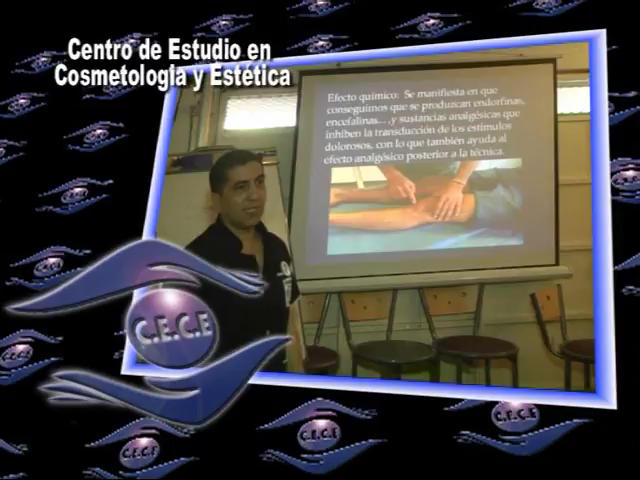 Centro de Estudio en
Cosmetología y Estética
Efecto químico: Se manifiesta en que
conseguimos que se produzcan endorfinas,
encefalinas..., y sustancias analgésicas que
inhiben la transducción de los estímulos
dolorosos, con lo que también ayuda al
efecto analgésico posterior a la técnica.
C.E.C.E
C.E.C.E
C.E.C.E
C.E.C.E